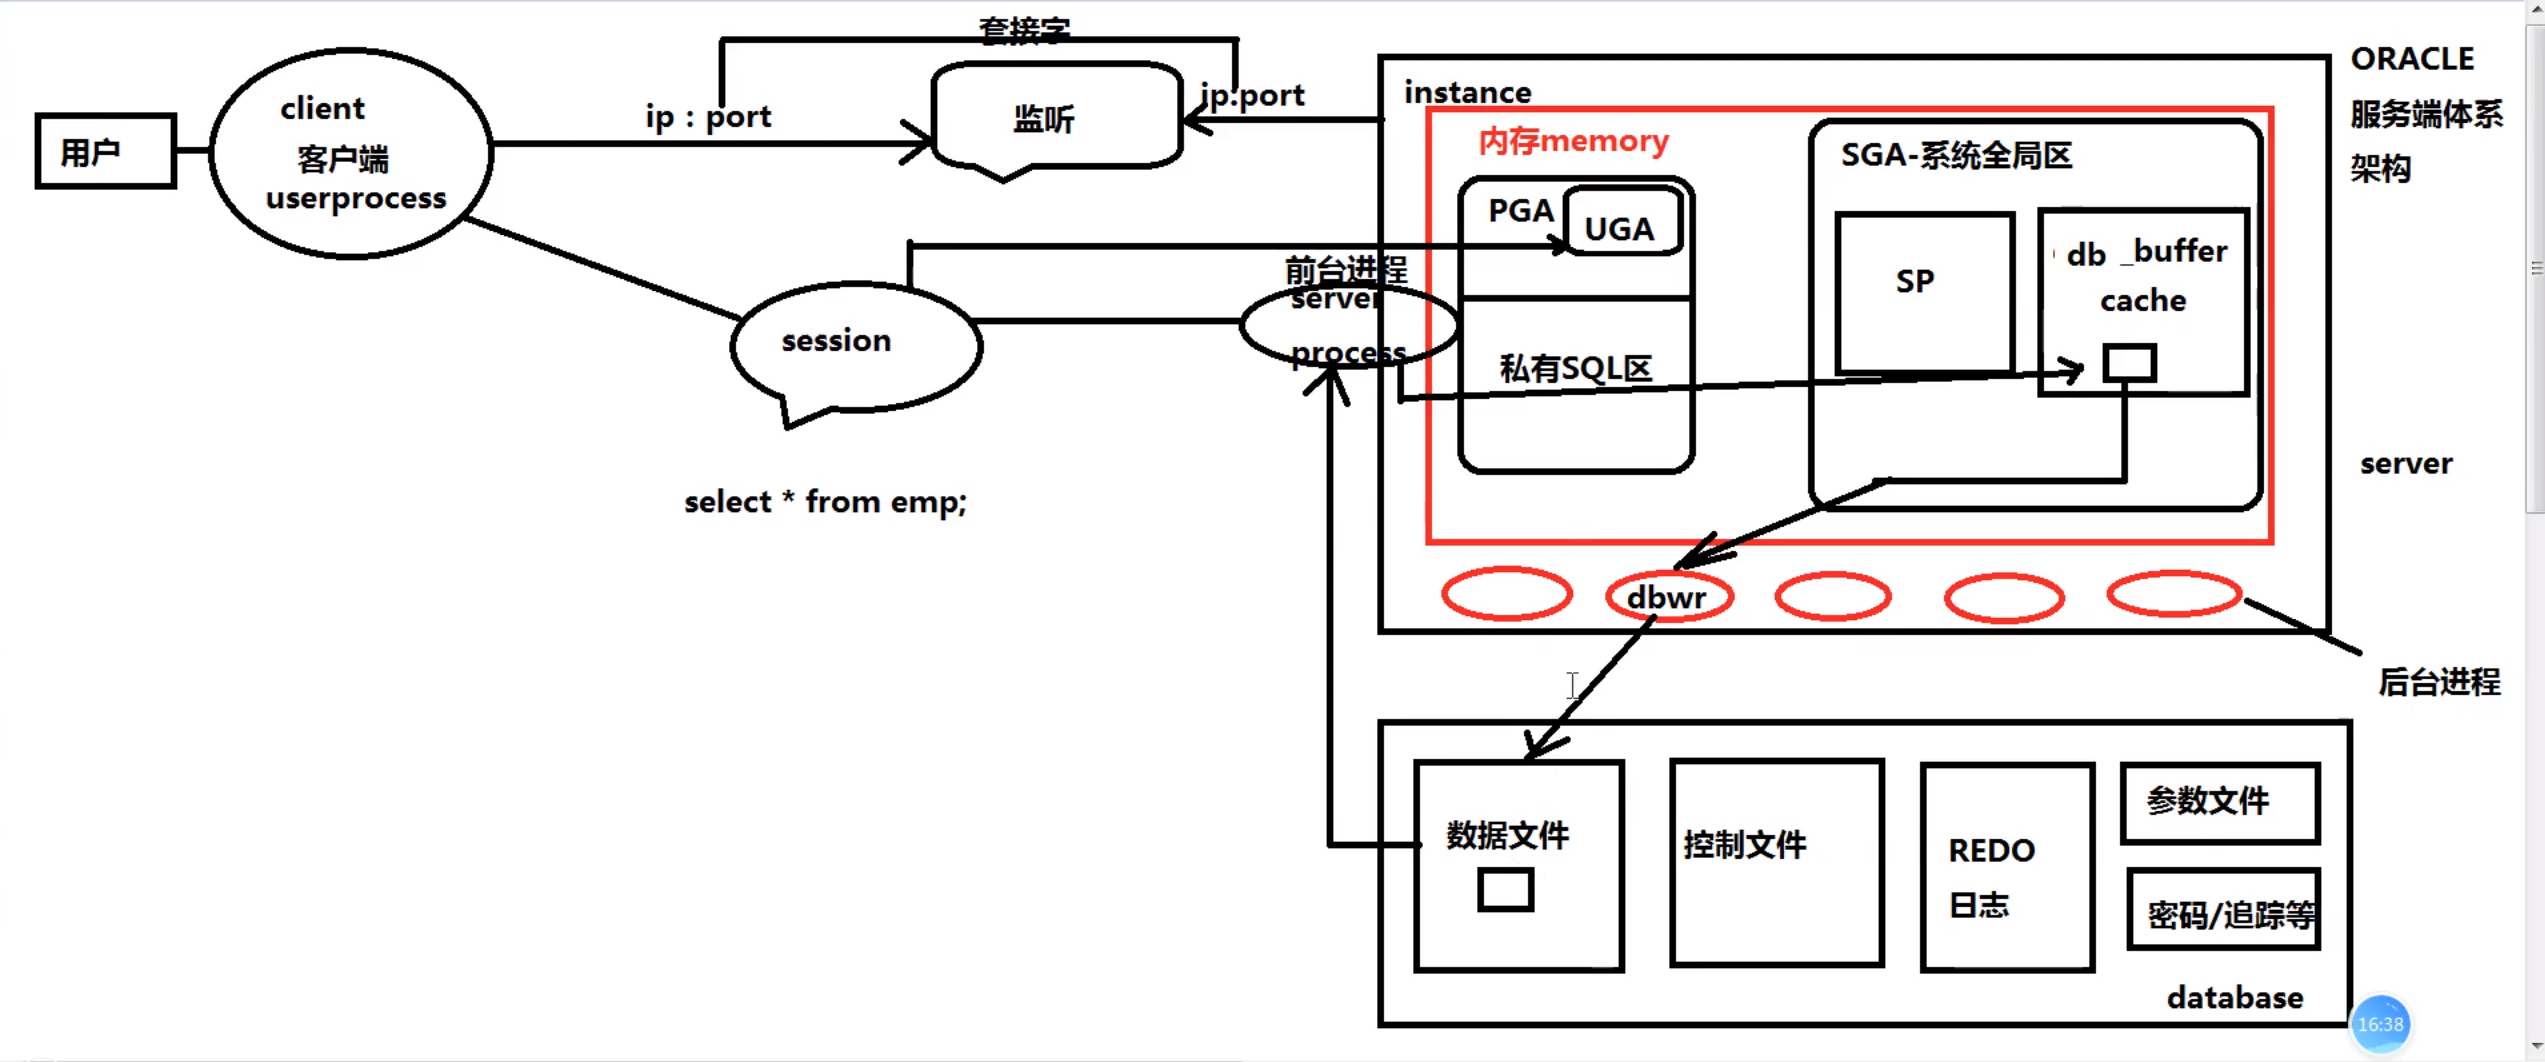 套接字
用户
client
客户端
userprocess
ip : port
监听
ip:port
instance
ORACLE
服务端体系
架构
内存memory
PGA
UGA
SGA-系统全局区
SP
db _buffer
cache
前台进程
server
process
session
私有SQL区
select * from emp;
server
dbwr
后台进程
数据文件
控制文件
REDO
日志
参数文件
密码/追踪等
database
16:38